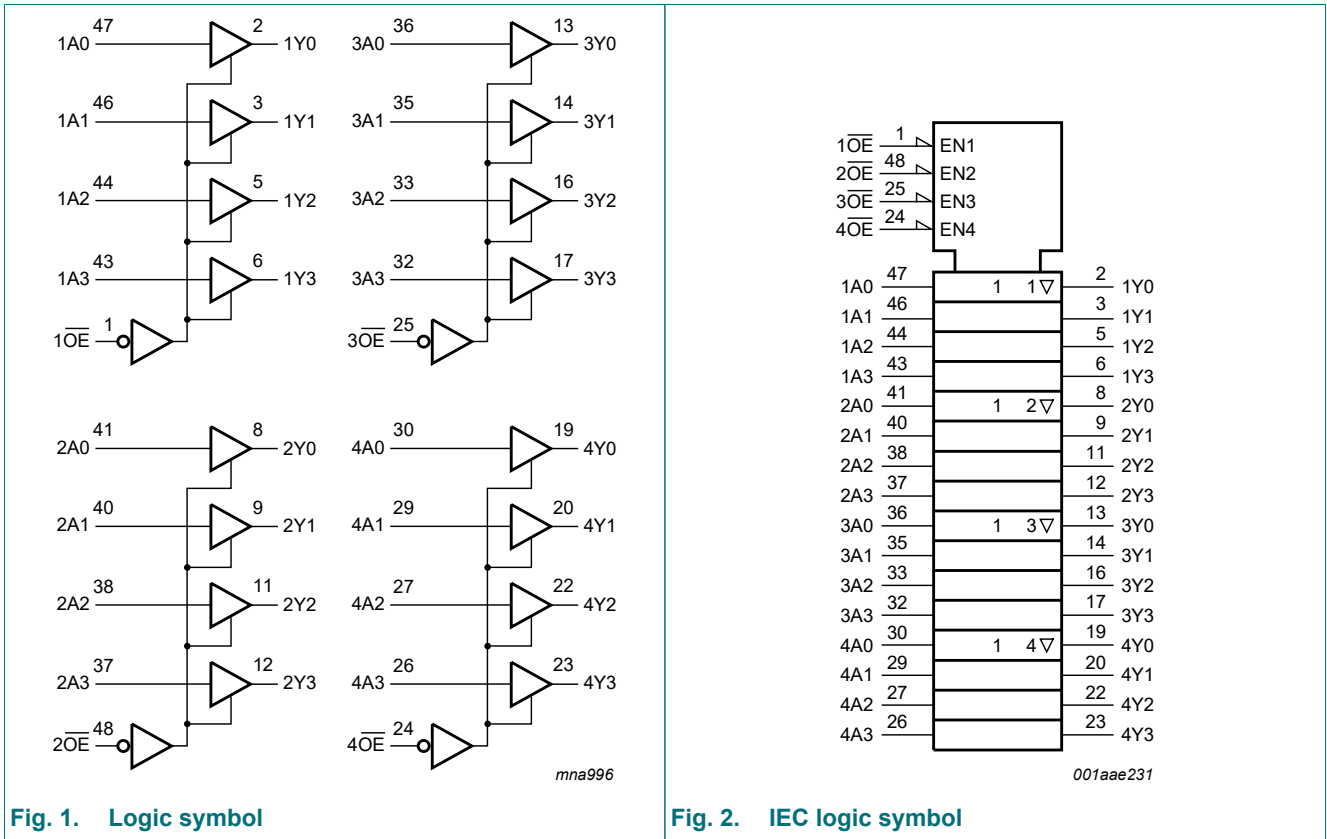 47
1A0
2
1Y0
46
1A1
3
1Y1
44
1A2
5
1Y2
43
1A3
6
1Y3
1
1O̅E̅
36
3A0
13
3Y0
35
3A1
14
3Y1
33
3A2
16
3Y2
32
3A3
17
3Y3
25
3O̅E̅
41
2A0
8
2Y0
40
2A1
9
2Y1
38
2A2
11
2Y2
37
2A3
12
2Y3
48
2O̅E̅
30
4A0
19
4Y0
29
4A1
20
4Y1
27
4A2
22
4Y2
26
4A3
23
4Y3
24
4O̅E̅
mna996
Fig. 1. Logic symbol
1O̅E̅ 1 EN1
2O̅E̅ 48 EN2
3O̅E̅ 25 EN3
4O̅E̅ 24 EN4
1A0 47 1 1▽ 2 1Y0
1A1 46 3 1Y1
1A2 44 5 1Y2
1A3 43 6 1Y3
2A0 41 1 2▽ 8 2Y0
2A1 40 9 2Y1
2A2 38 11 2Y2
2A3 37 12 2Y3
3A0 36 1 3▽ 13 3Y0
3A1 35 14 3Y1
3A2 33 16 3Y2
3A3 32 17 3Y3
4A0 30 1 4▽ 19 4Y0
4A1 29 20 4Y1
4A2 27 22 4Y2
4A3 26 23 4Y3
001aae231
Fig. 2. IEC logic symbol